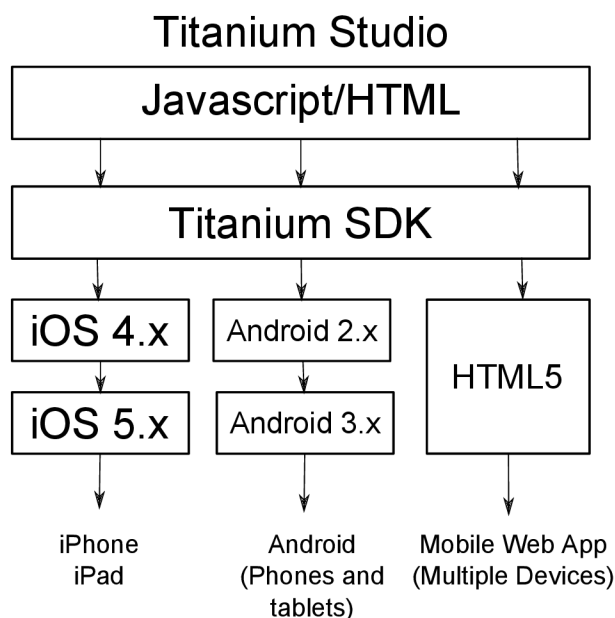 Titanium Studio
Javascript/HTML
Titanium SDK
iOS 4.x
Android 2.x
HTML5
iOS 5.x
Android 3.x
iPhone
iPad
Android
(Phones and
tablets)
Mobile Web App
(Multiple Devices)